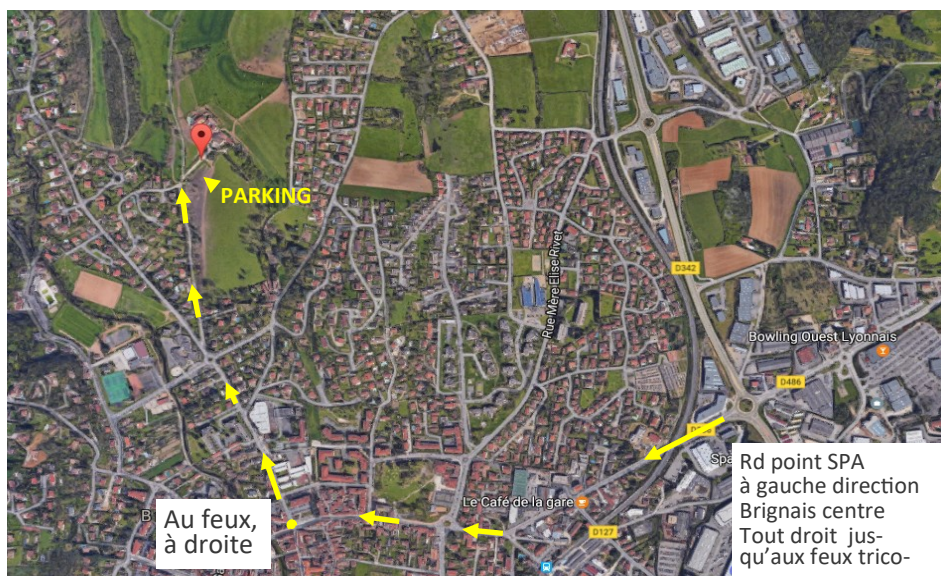 PARKING
Rue Mère Elise Rivet
D342
Bowling Ouest Lyonnais
D486
Le Café de la gare
D127
Au feux,
à droite
Rd point SPA
à gauche direction
Brignais centre
Tout droit jus-
qu’aux feux trico-